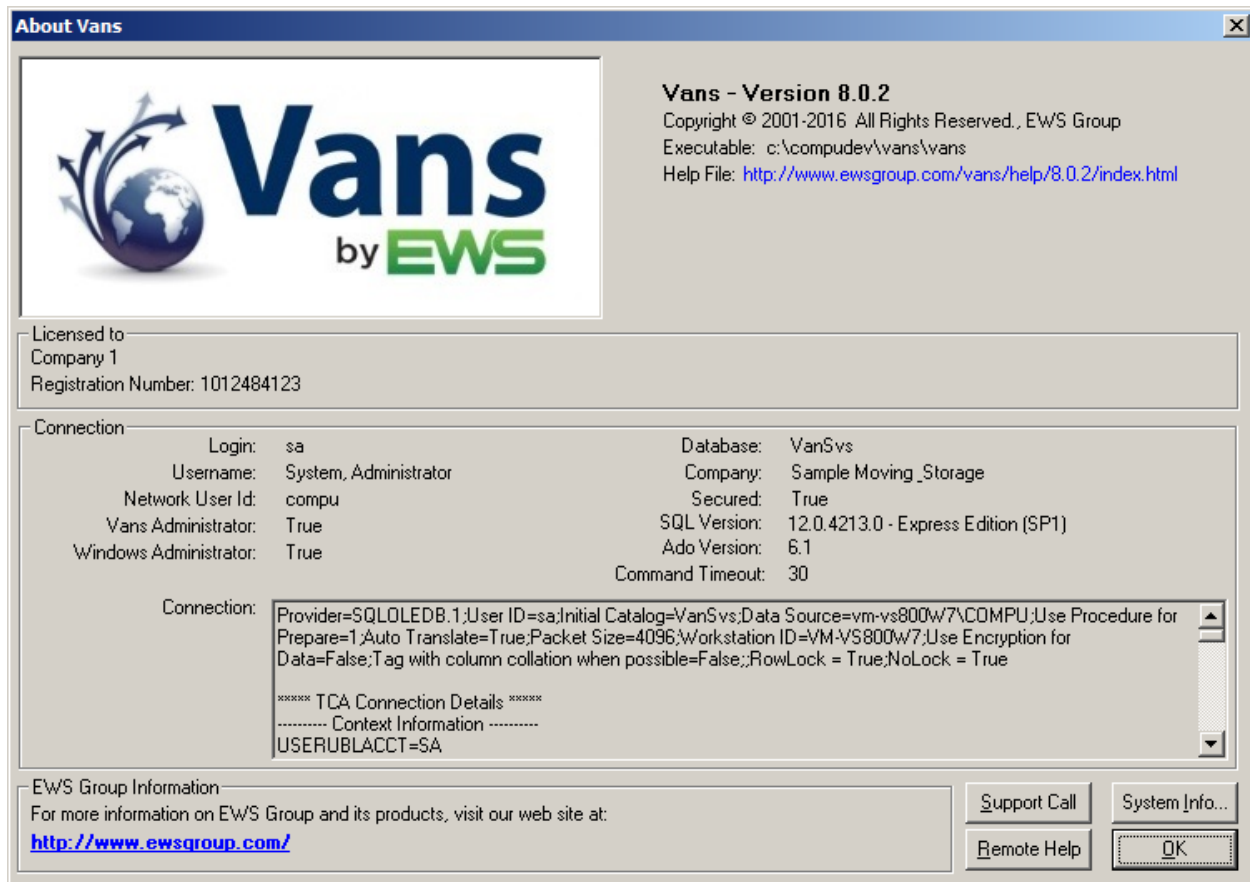 About Vans
Vans
by EWS
Vans - Version 8.0.2
Copyright © 2001-2016 All Rights Reserved., EWS Group
Executable: c:\compudev\vans\vans
Help File: http://www.ewsgroup.com/vans/help/8.0.2/index.html
Licensed to
Company 1
Registration Number: 1012484123
Connection
Login: sa
Username: System, Administrator
Network User Id: compu
Vans Administrator: True
Windows Administrator: True
Database: VanSvs
Company: Sample Moving_Storage
Secured: True
SQL Version: 12.0.4213.0 - Express Edition (SP1)
Ado Version: 6.1
Command Timeout: 30
Connection:
Provider=SQLOLEDB.1;User ID=sa;Initial Catalog=VanSvs;Data Source=vm-vs800W7\COMPU;Use Procedure for
Prepare=1;Auto Translate=True;Packet Size=4096;Workstation ID=VM-VS800W7;Use Encryption for
Data=False;Tag with column collation when possible=False;;RowLock = True;NoLock = True
***** TCA Connection Details *****
---------- Context Information ----------
USERUBLACCT=SA
EWS Group Information
For more information on EWS Group and its products, visit our web site at:
http://www.ewsgroup.com/
Support Call
System Info...
Remote Help
OK